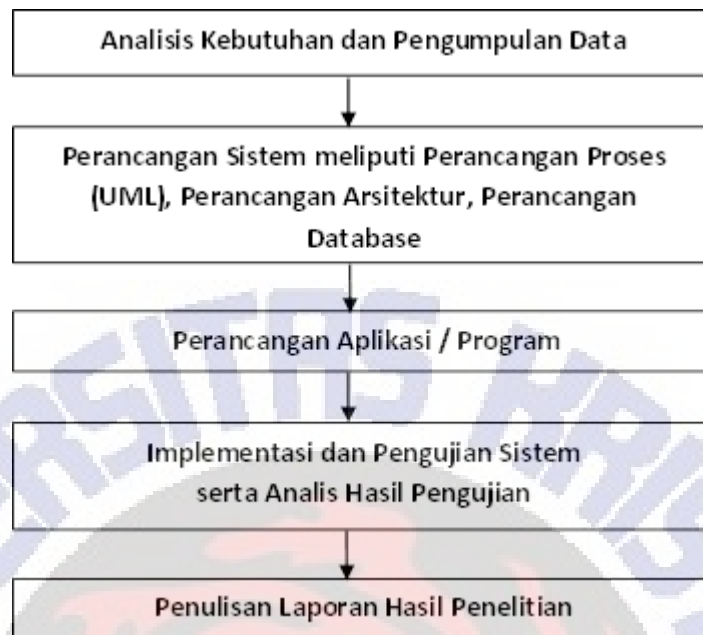 Analisis Kebutuhan dan Pengumpulan Data
Perancangan Sistem meliputi Perancangan Proses
(UML), Perancangan Arsitektur, Perancangan
Database
Perancangan Aplikasi / Program
Implementasi dan Pengujian Sistem
serta Analis Hasil Pengujian
Penulisan Laporan Hasil Penelitian